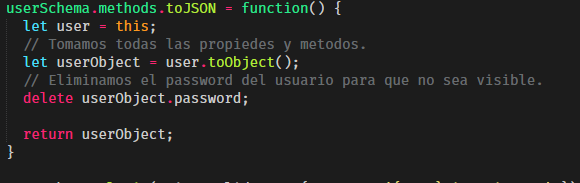 userSchema.methods.toJSON = function() {
let user = this;
// Tomamos todas las propiedes y metodos.
let userObject = user.toObject();
// Eliminamos el password del usuario para que no sea visible.
delete userObject.password;
return userObject;
}